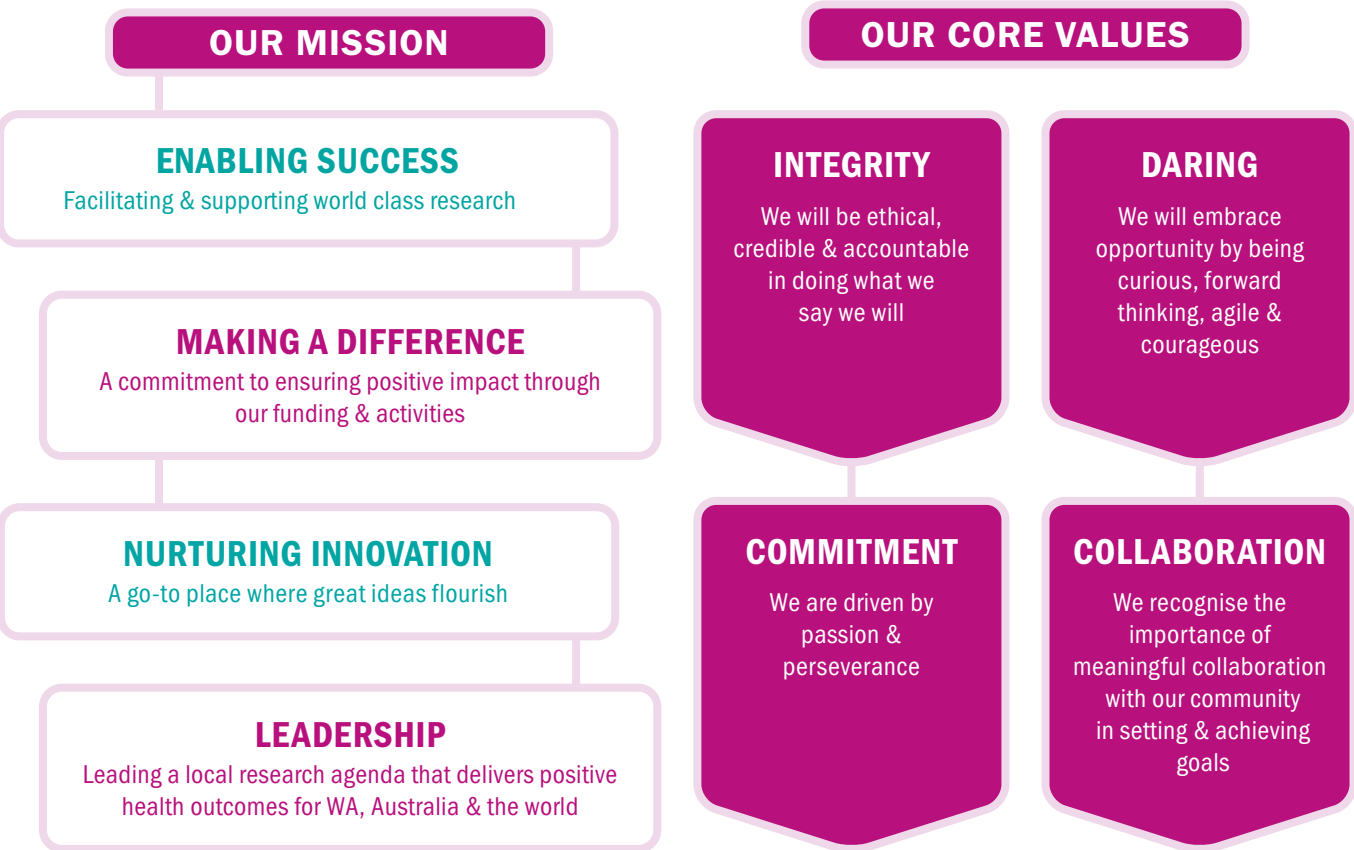 OUR MISSION
ENABLING SUCCESS
Facilitating & supporting world class research
MAKING A DIFFERENCE
A commitment to ensuring positive impact through
our funding & activities
NURTURING INNOVATION
A go-to place where great ideas flourish
LEADERSHIP
Leading a local research agenda that delivers positive
health outcomes for WA, Australia & the world
OUR CORE VALUES
INTEGRITY
We will be ethical,
credible & accountable
in doing what we
say we will
DARING
We will embrace
opportunity by being
curious, forward
thinking, agile &
courageous
COMMITMENT
We are driven by
passion &
perseverance
COLLABORATION
We recognise the
importance of
meaningful collaboration
with our community
in setting & achieving
goals